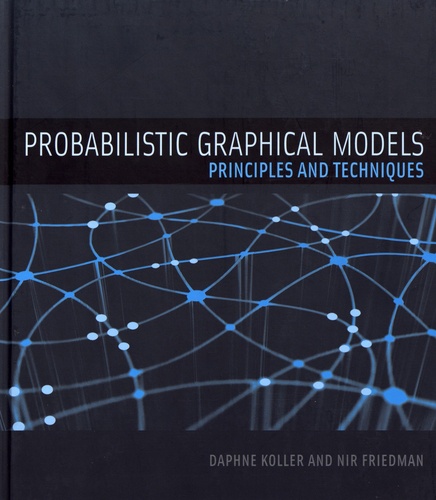 PROBABILISTIC GRAPHICAL MODELS
PRINCIPLES AND TECHNIQUES
DAPHNE KOLLER AND NIR FRIEDMAN